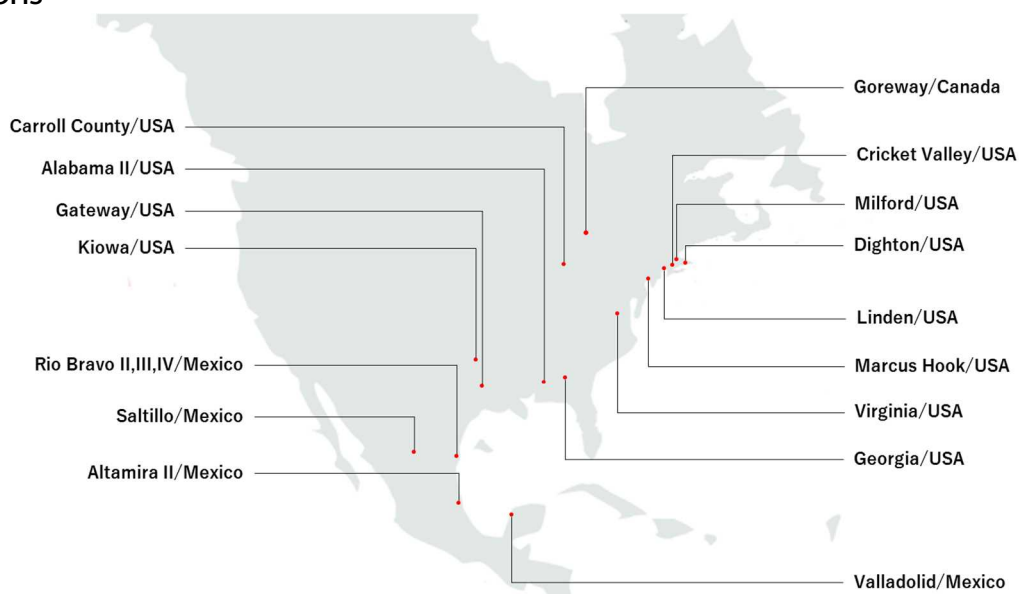 Carroll County/USA
Alabama II/USA
Gateway/USA
Kiowa/USA
Rio Bravo II,III,IV/Mexico
Saltillo/Mexico
Altamira II/Mexico
Goreway/Canada
Cricket Valley/USA
Milford/USA
Dighton/USA
Linden/USA
Marcus Hook/USA
Virginia/USA
Georgia/USA
Valladolid/Mexico